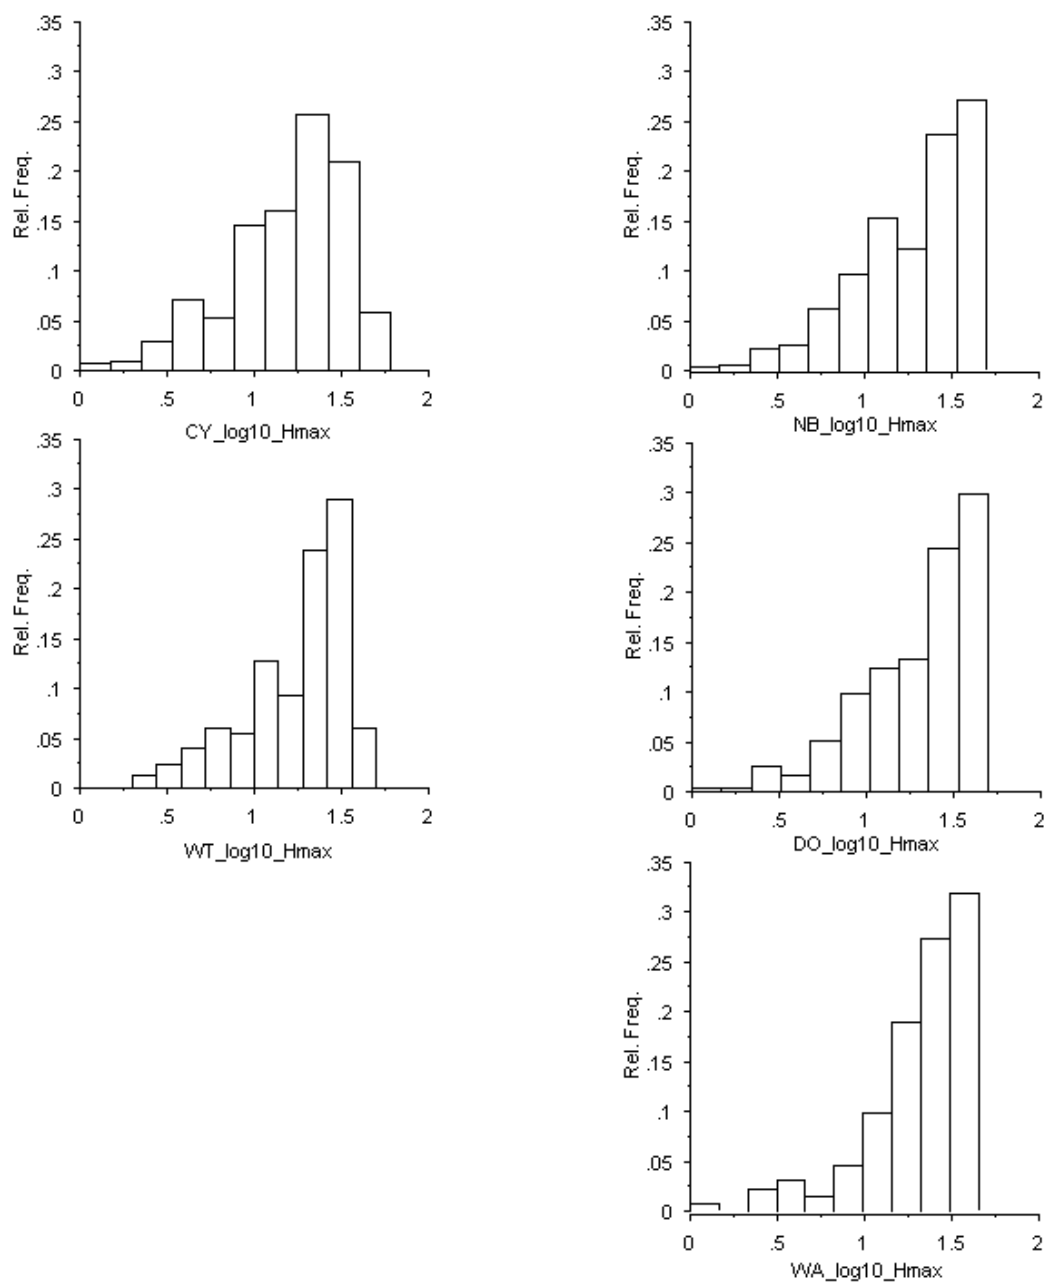 .35
.3
.25
.2
.15
.1
.05
0
Rel. Freq.
0 .5 1 1.5 2
CY_log10_Hmax
.35
.3
.25
.2
.15
.1
.05
0
Rel. Freq.
0 .5 1 1.5 2
NB_log10_Hmax
.35
.3
.25
.2
.15
.1
.05
0
Rel. Freq.
0 .5 1 1.5 2
WT_log10_Hmax
.35
.3
.25
.2
.15
.1
.05
0
Rel. Freq.
0 .5 1 1.5 2
DO_log10_Hmax
.35
.3
.25
.2
.15
.1
.05
0
Rel. Freq.
0 .5 1 1.5 2
WA_log10_Hmax